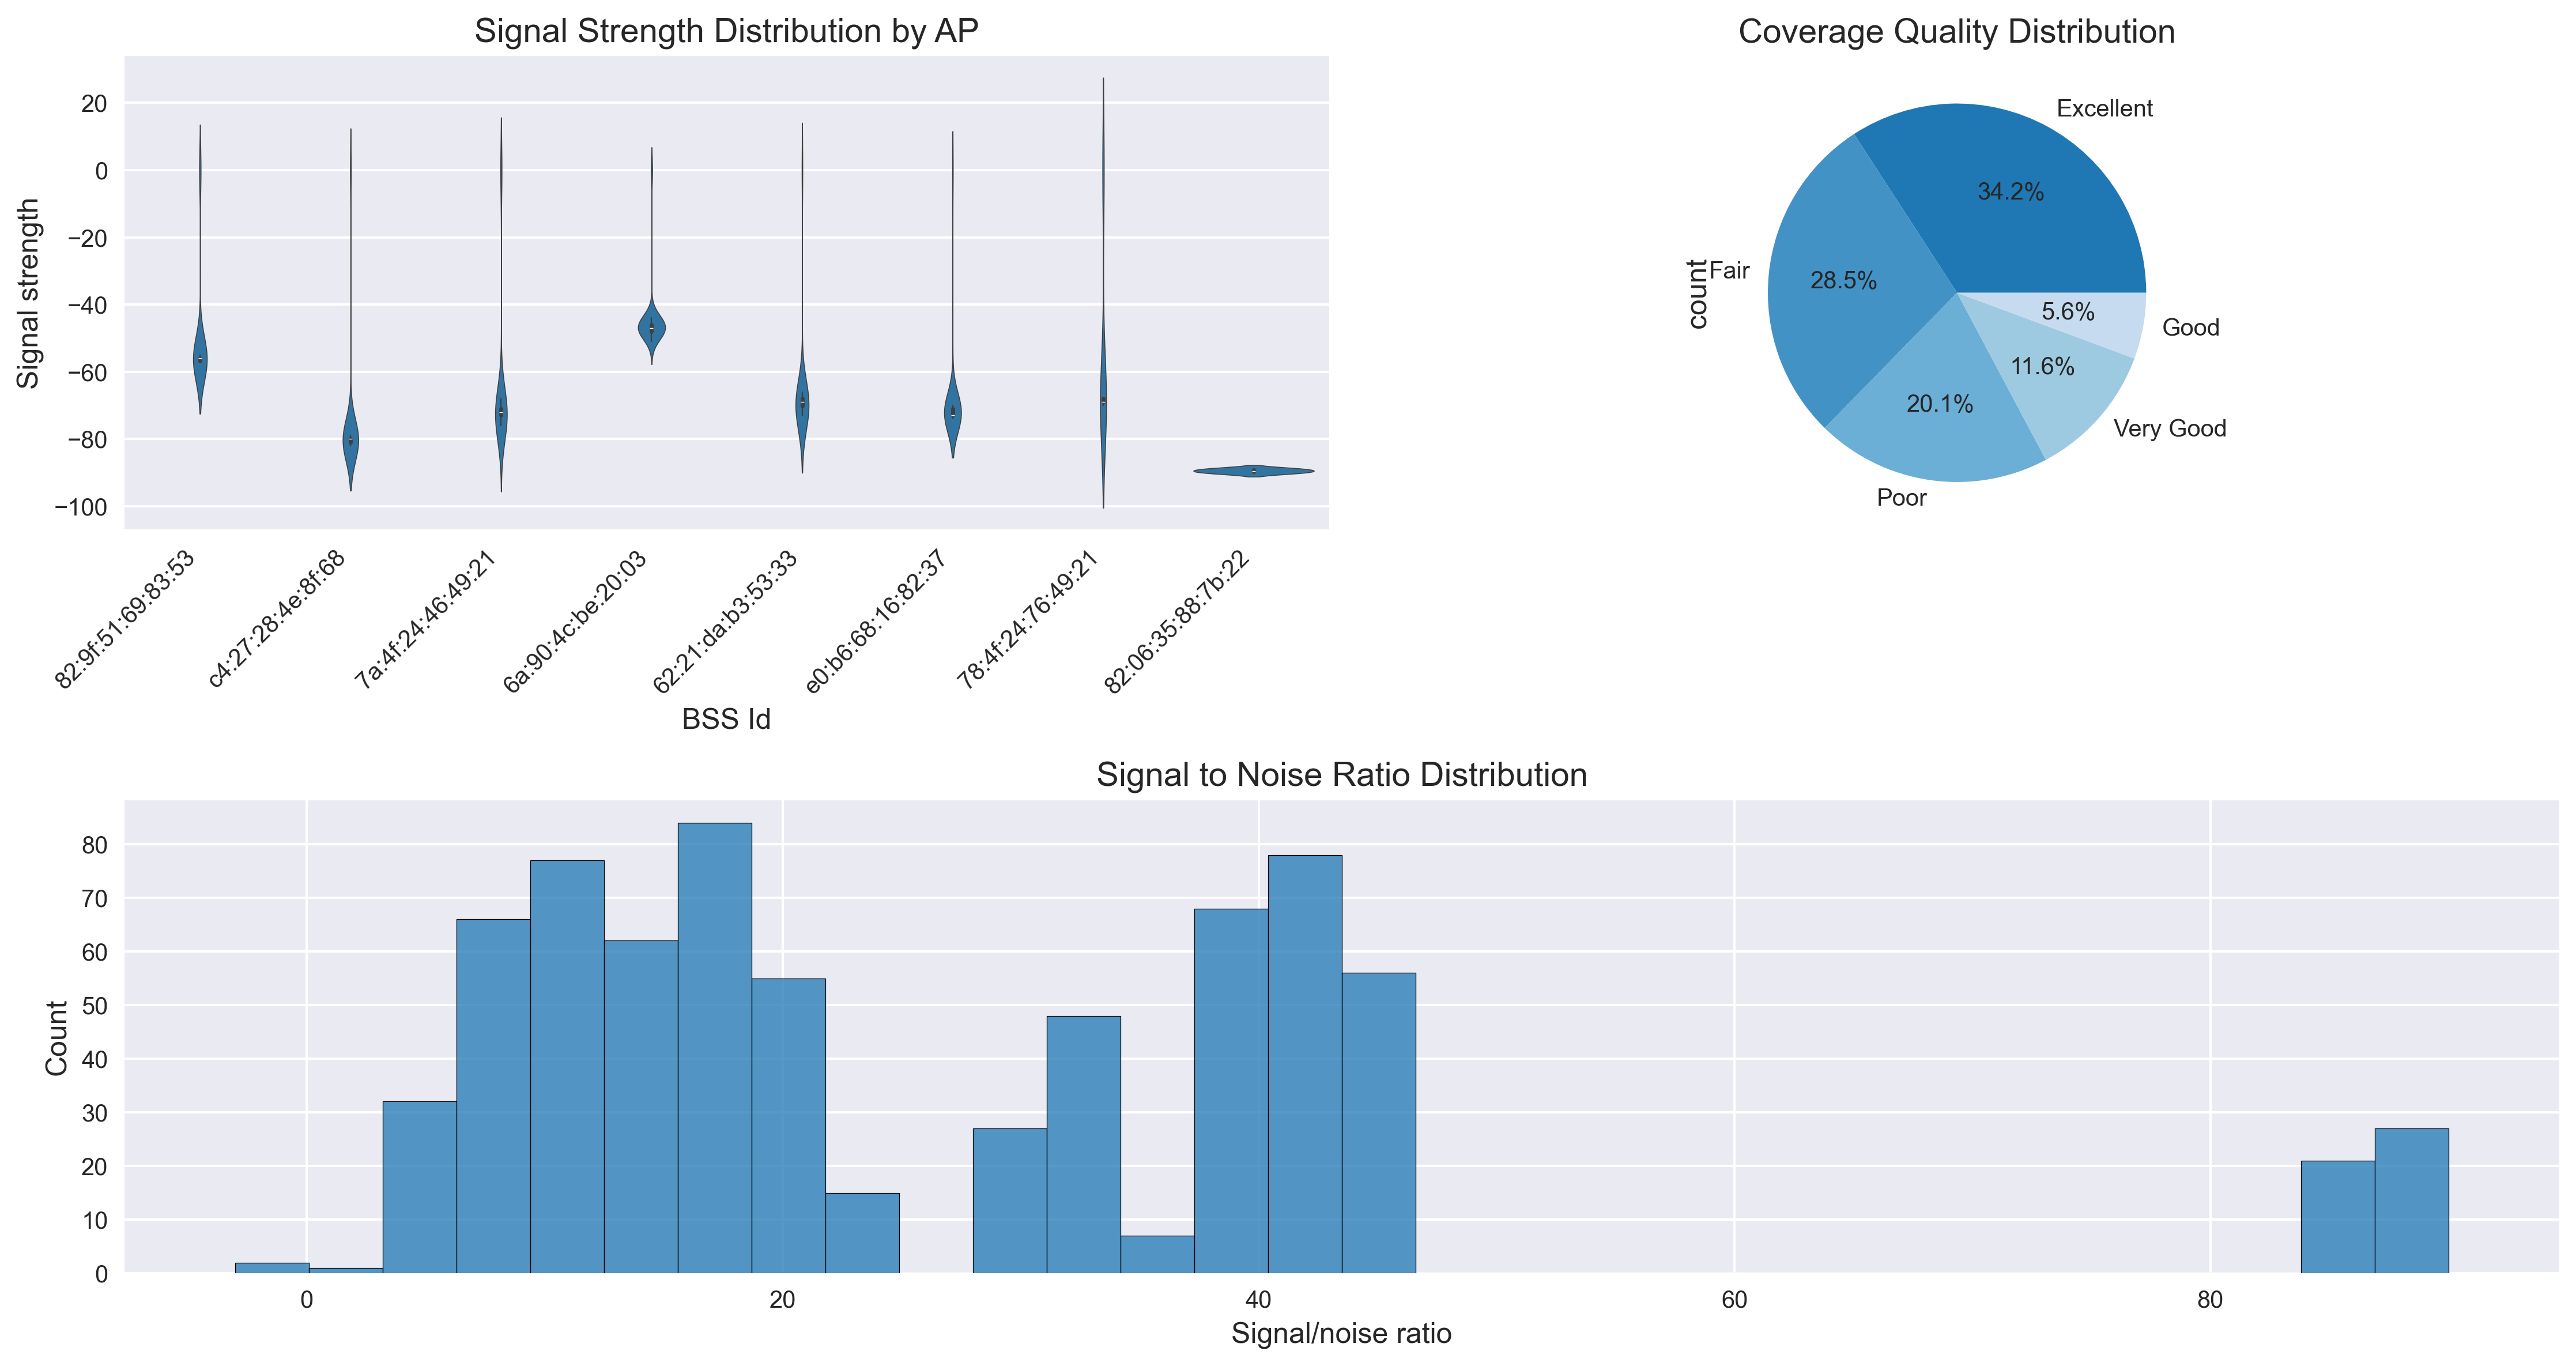 Signal Strength Distribution by AP
Signal strength
20
0
−20
−40
−60
−80
−100
82:9f:51:69:83:53
c4:27:28:4e:8f:68
7a:4f:24:46:49:21
6a:90:4c:be:20:03
62:21:da:b3:53:33
e0:b6:68:16:82:37
78:4f:24:76:49:21
82:06:35:88:7b:22
BSS Id
Coverage Quality Distribution
count
Excellent
34.2%
Fair
28.5%
Poor
20.1%
Very Good
11.6%
Good
5.6%
Signal to Noise Ratio Distribution
Count
80
70
60
50
40
30
20
10
0
0
20
40
60
80
Signal/noise ratio